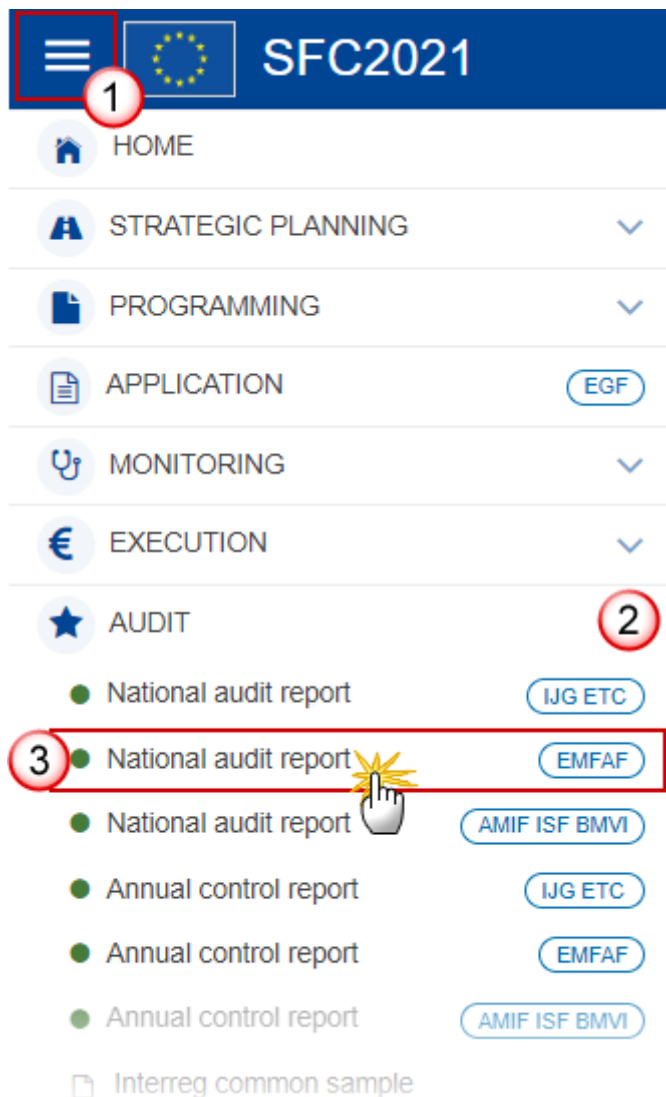 SFC2021
1
HOME
STRATEGIC PLANNING
PROGRAMMING
APPLICATION EGF
MONITORING
€ EXECUTION
AUDIT 2
National audit report IJG ETC
3 National audit report EMFAF
National audit report AMIF ISF BMVI
Annual control report IJG ETC
Annual control report EMFAF
Annual control report AMIF ISF BMVI
Interreg common sample